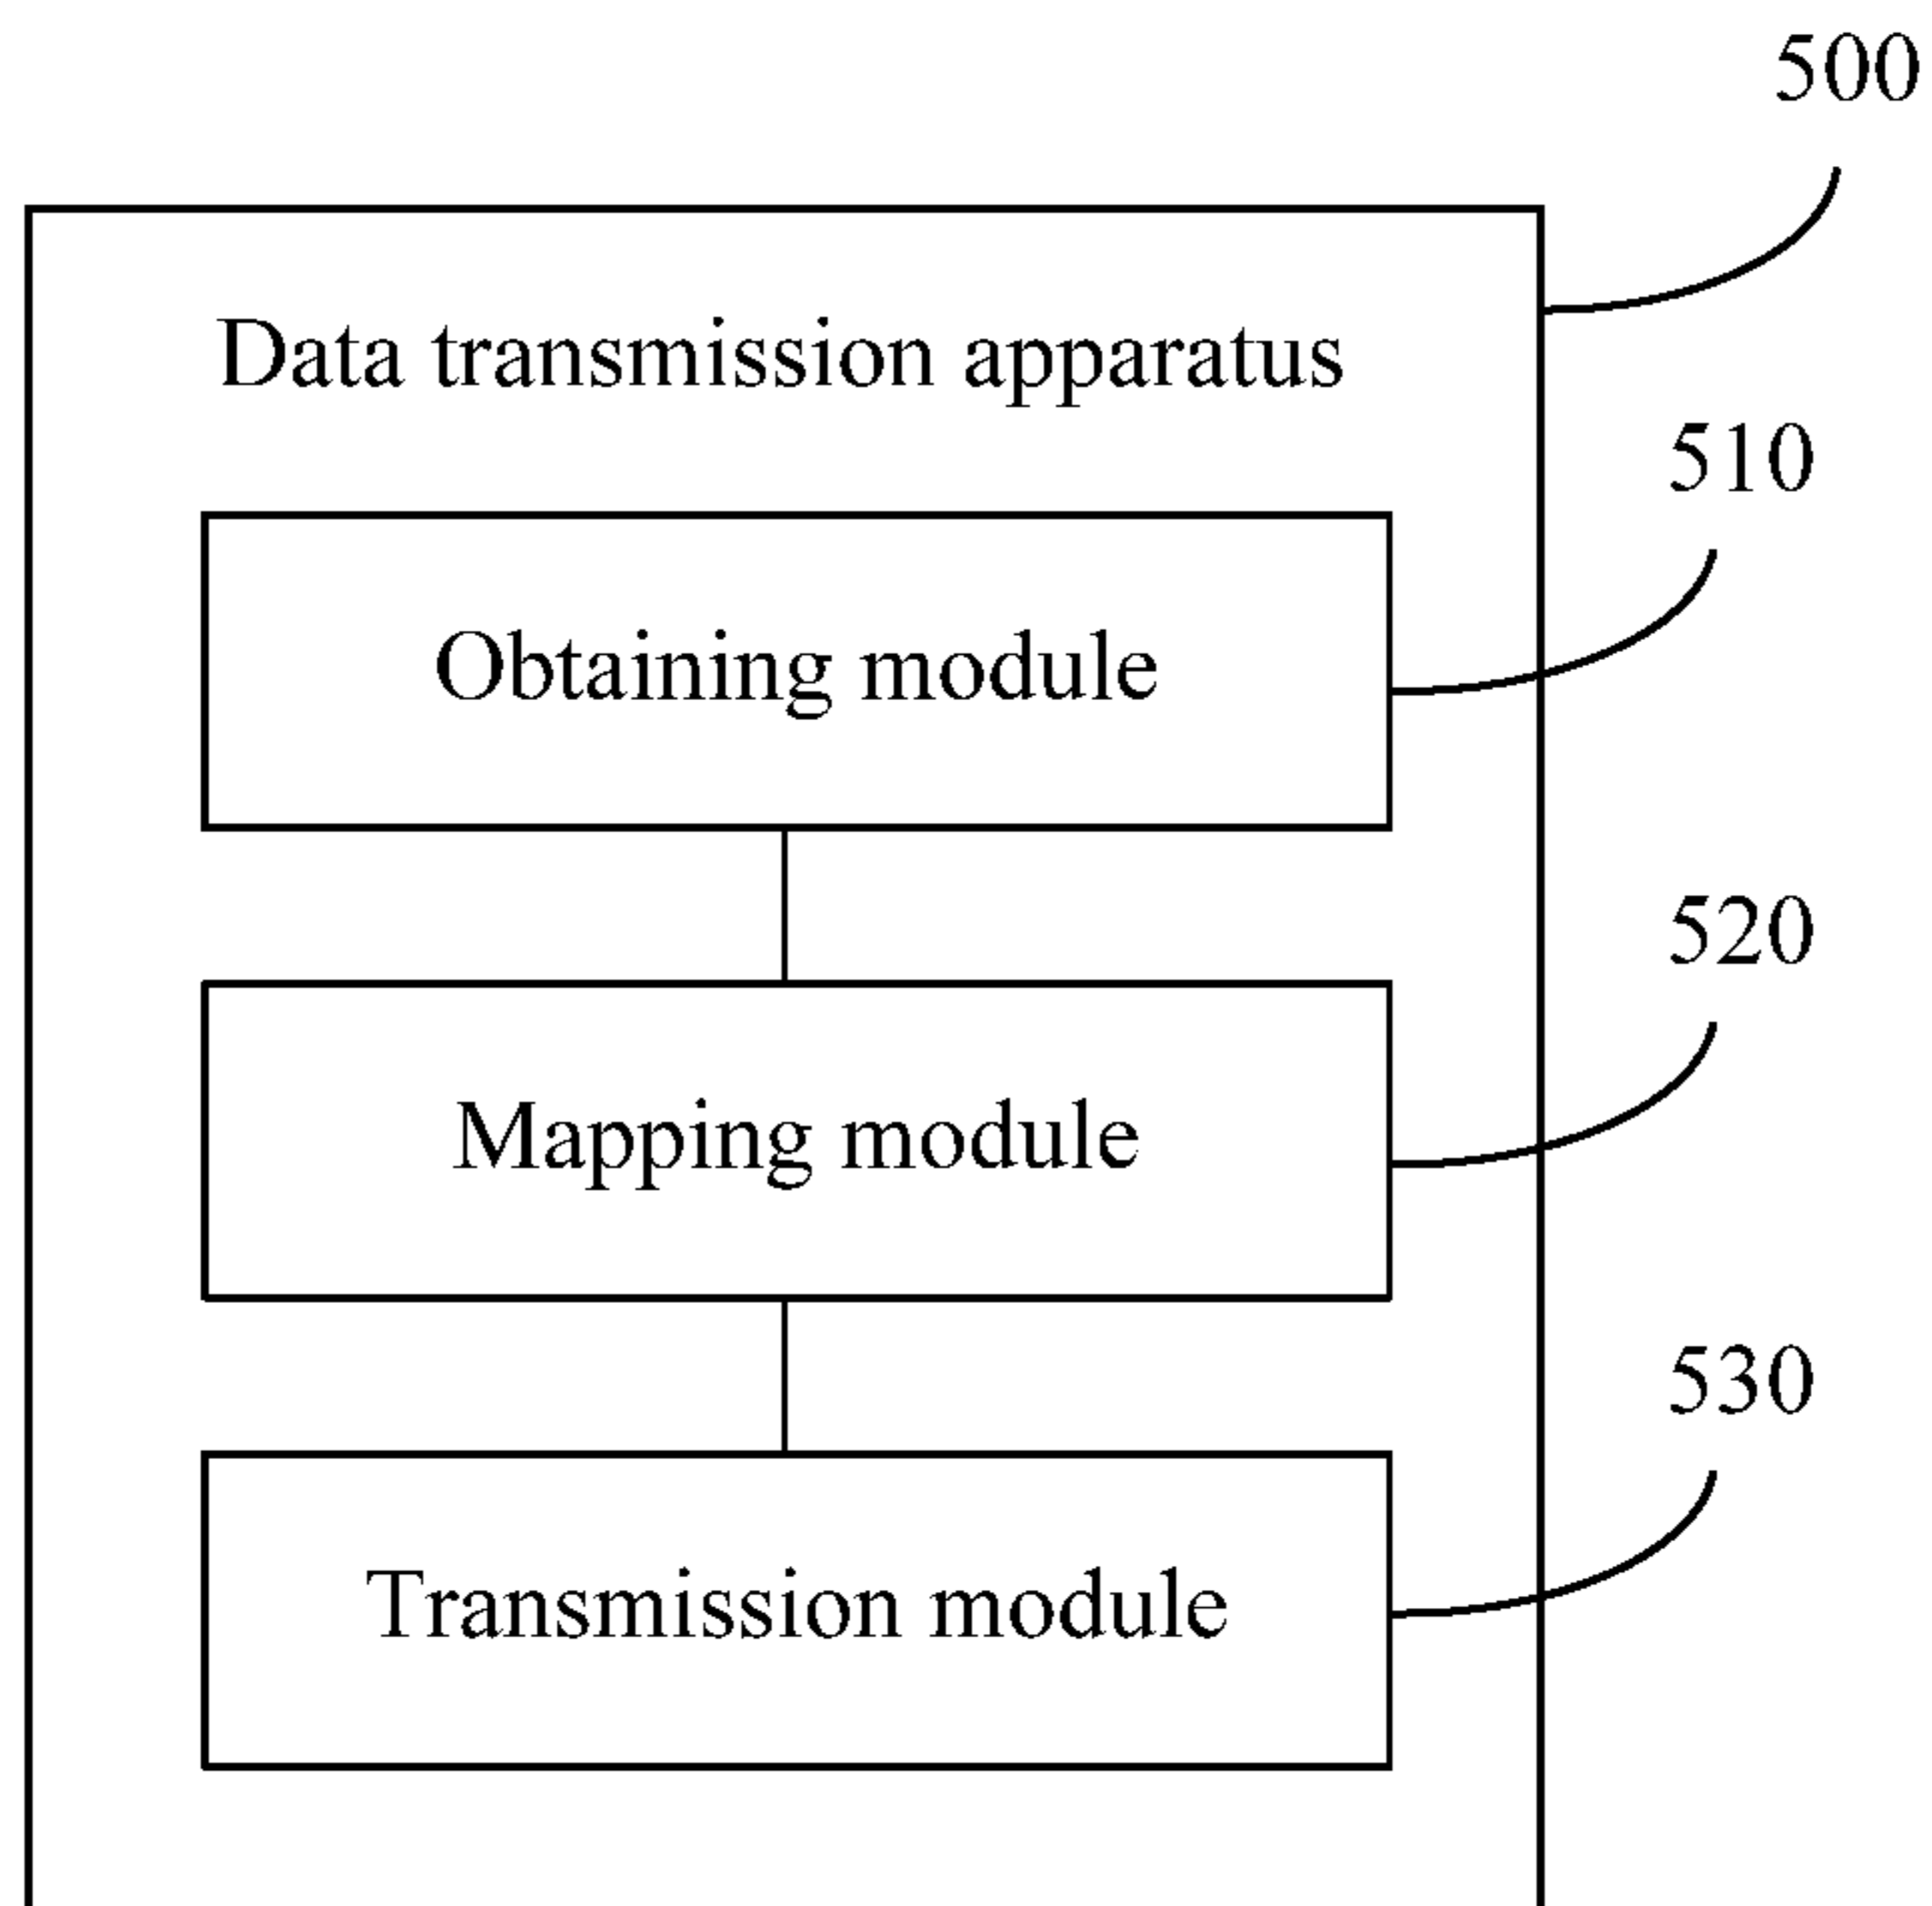 500
Data transmission apparatus
510
Obtaining module
520
Mapping module
530
Transmission module